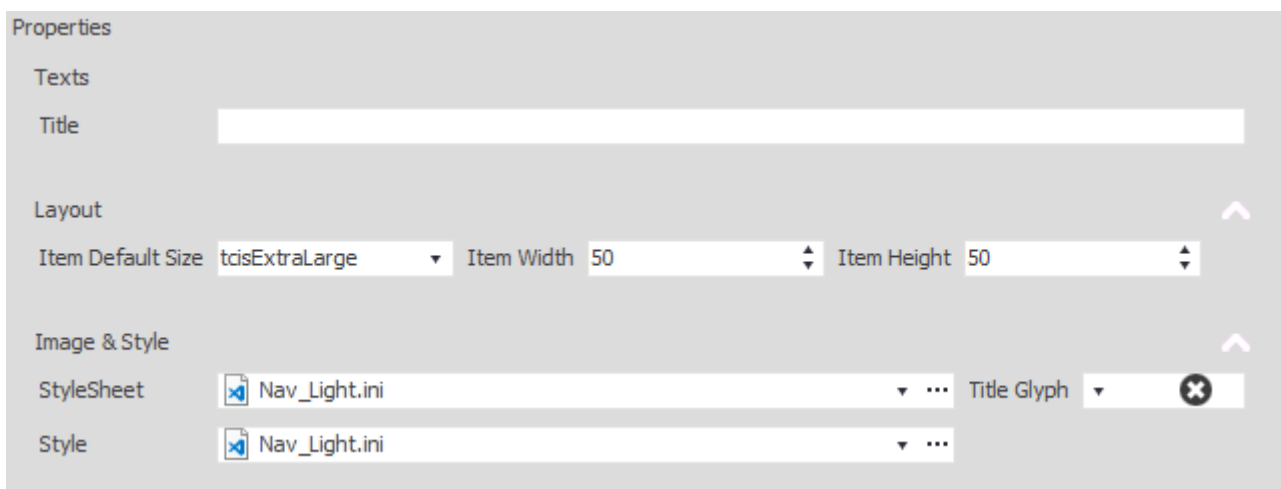 Properties
Texts
Title
Layout
Item Default Size tcisExtraLarge Item Width 50 Item Height 50
Image & Style
StyleSheet Nav_Light.ini ... Title Glyph
Style Nav_Light.ini ...